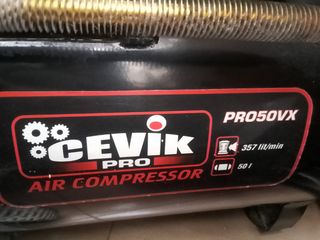 CEVIK
PRO
AIR COMPRESSOR
PRO50VX
357 lit/min
50 l